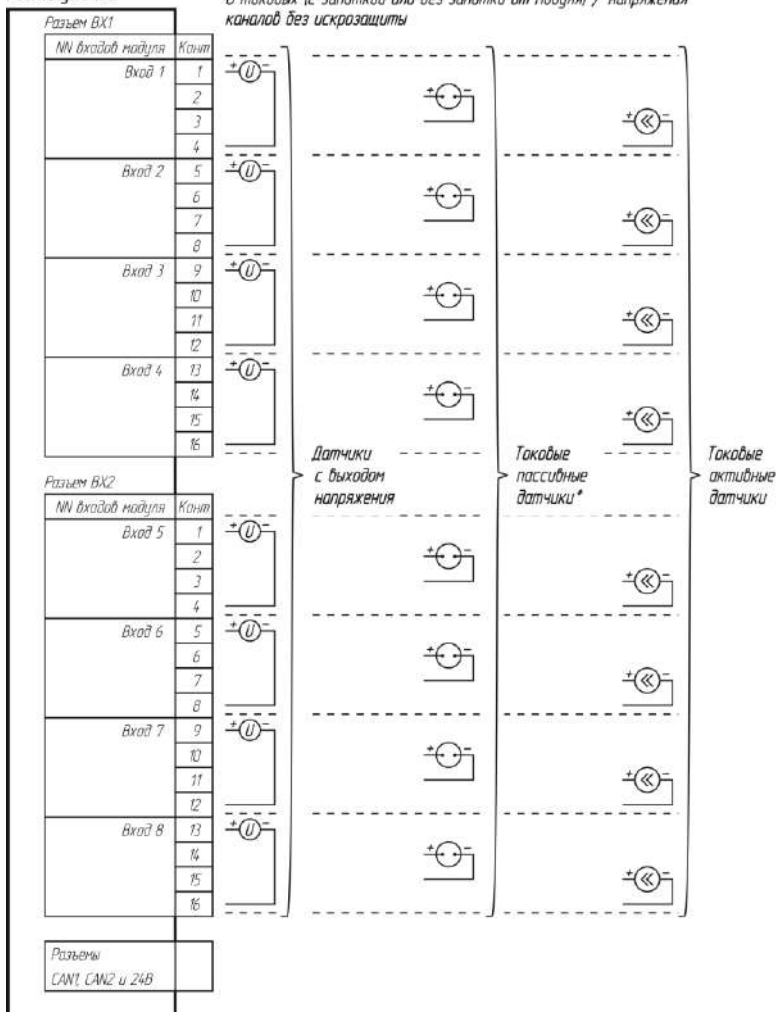 8 токовых (с запиткой или без запитки от модуля) / напряжения
каналов без искрозащиты
Разъем BX1
NN входов модуля Конт
Вход 1 1
2
3
4
Вход 2 5
6
7
8
Вход 3 9
10
11
12
Вход 4 13
14
15
16
+ U -
+ -
+ -
+ U -
+ -
+ -
+ U -
+ -
+ -
+ U -
+ -
+ -
Датчики
с выходом
напряжения
Токовые
пассивные
датчики*
Токовые
активные
датчики
Разъем BX2
NN входов модуля Конт
Вход 5 1
2
3
4
Вход 6 5
6
7
8
Вход 7 9
10
11
12
Вход 8 13
14
15
16
+ U -
+ -
+ -
+ U -
+ -
+ -
+ U -
+ -
+ -
+ U -
+ -
+ -
Разъемы
CAN1, CAN2 и 24В